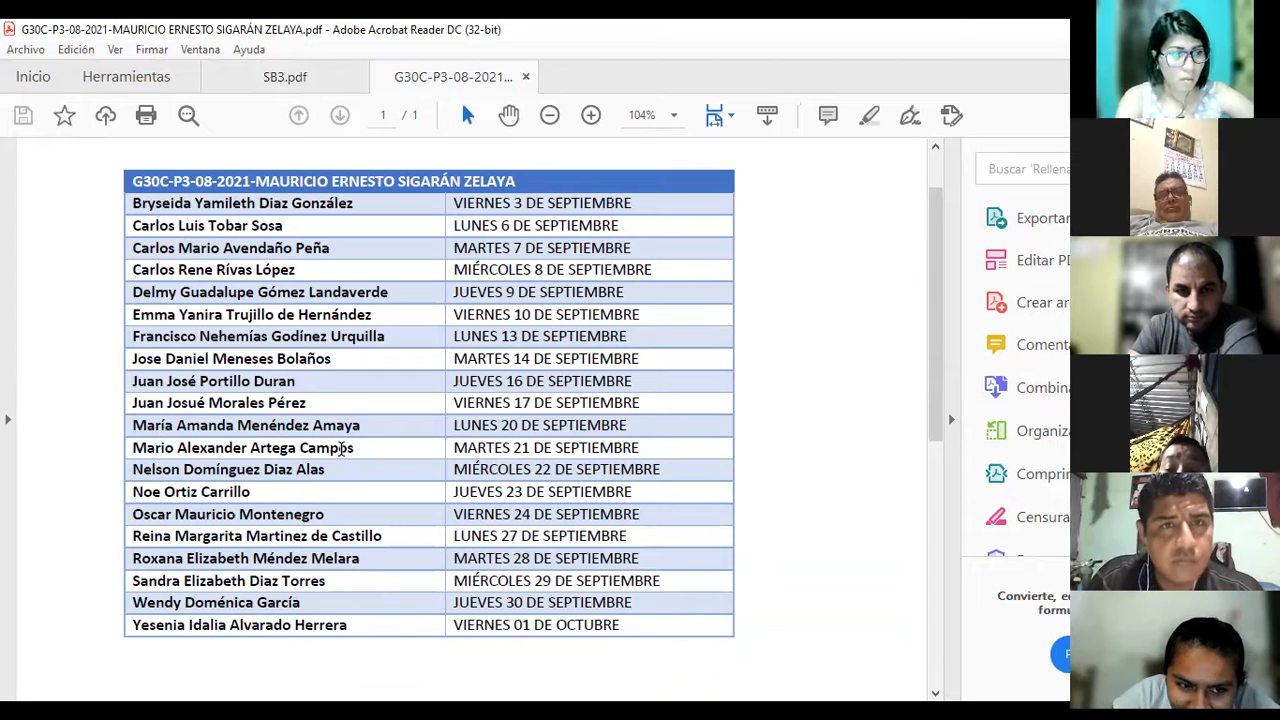 G30C-P3-08-2021-MAURICIO ERNESTO SIGARÁN ZELAYA.pdf - Adobe Acrobat Reader DC (32-bit)
Archivo Edición Ver Firmar Ventana Ayuda
Inicio Herramientas SB3.pdf G30C-P3-08-2021... ×
1 / 1 104%
Buscar 'Rellena
G30C-P3-08-2021-MAURICIO ERNESTO SIGARÁN ZELAYA
Bryseida Yamileth Diaz González VIERNES 3 DE SEPTIEMBRE
Carlos Luis Tobar Sosa LUNES 6 DE SEPTIEMBRE
Carlos Mario Avendaño Peña MARTES 7 DE SEPTIEMBRE
Carlos Rene Rívas López MIÉRCOLES 8 DE SEPTIEMBRE
Delmy Guadalupe Gómez Landaverde JUEVES 9 DE SEPTIEMBRE
Emma Yanira Trujillo de Hernández VIERNES 10 DE SEPTIEMBRE
Francisco Nehemías Godínez Urquilla LUNES 13 DE SEPTIEMBRE
Jose Daniel Meneses Bolaños MARTES 14 DE SEPTIEMBRE
Juan José Portillo Duran JUEVES 16 DE SEPTIEMBRE
Juan Josué Morales Pérez VIERNES 17 DE SEPTIEMBRE
María Amanda Menéndez Amaya LUNES 20 DE SEPTIEMBRE
Mario Alexander Artega Campos MARTES 21 DE SEPTIEMBRE
Nelson Domínguez Diaz Alas MIÉRCOLES 22 DE SEPTIEMBRE
Noe Ortiz Carrillo JUEVES 23 DE SEPTIEMBRE
Oscar Mauricio Montenegro VIERNES 24 DE SEPTIEMBRE
Reina Margarita Martinez de Castillo LUNES 27 DE SEPTIEMBRE
Roxana Elizabeth Méndez Melara MARTES 28 DE SEPTIEMBRE
Sandra Elizabeth Diaz Torres MIÉRCOLES 29 DE SEPTIEMBRE
Wendy Doménica García JUEVES 30 DE SEPTIEMBRE
Yesenia Idalia Alvarado Herrera VIERNES 01 DE OCTUBRE
Exportar
Editar PD
Crear ar
Comenta
Combina
Organiza
Comprin
Censura
Convierte, e
formu